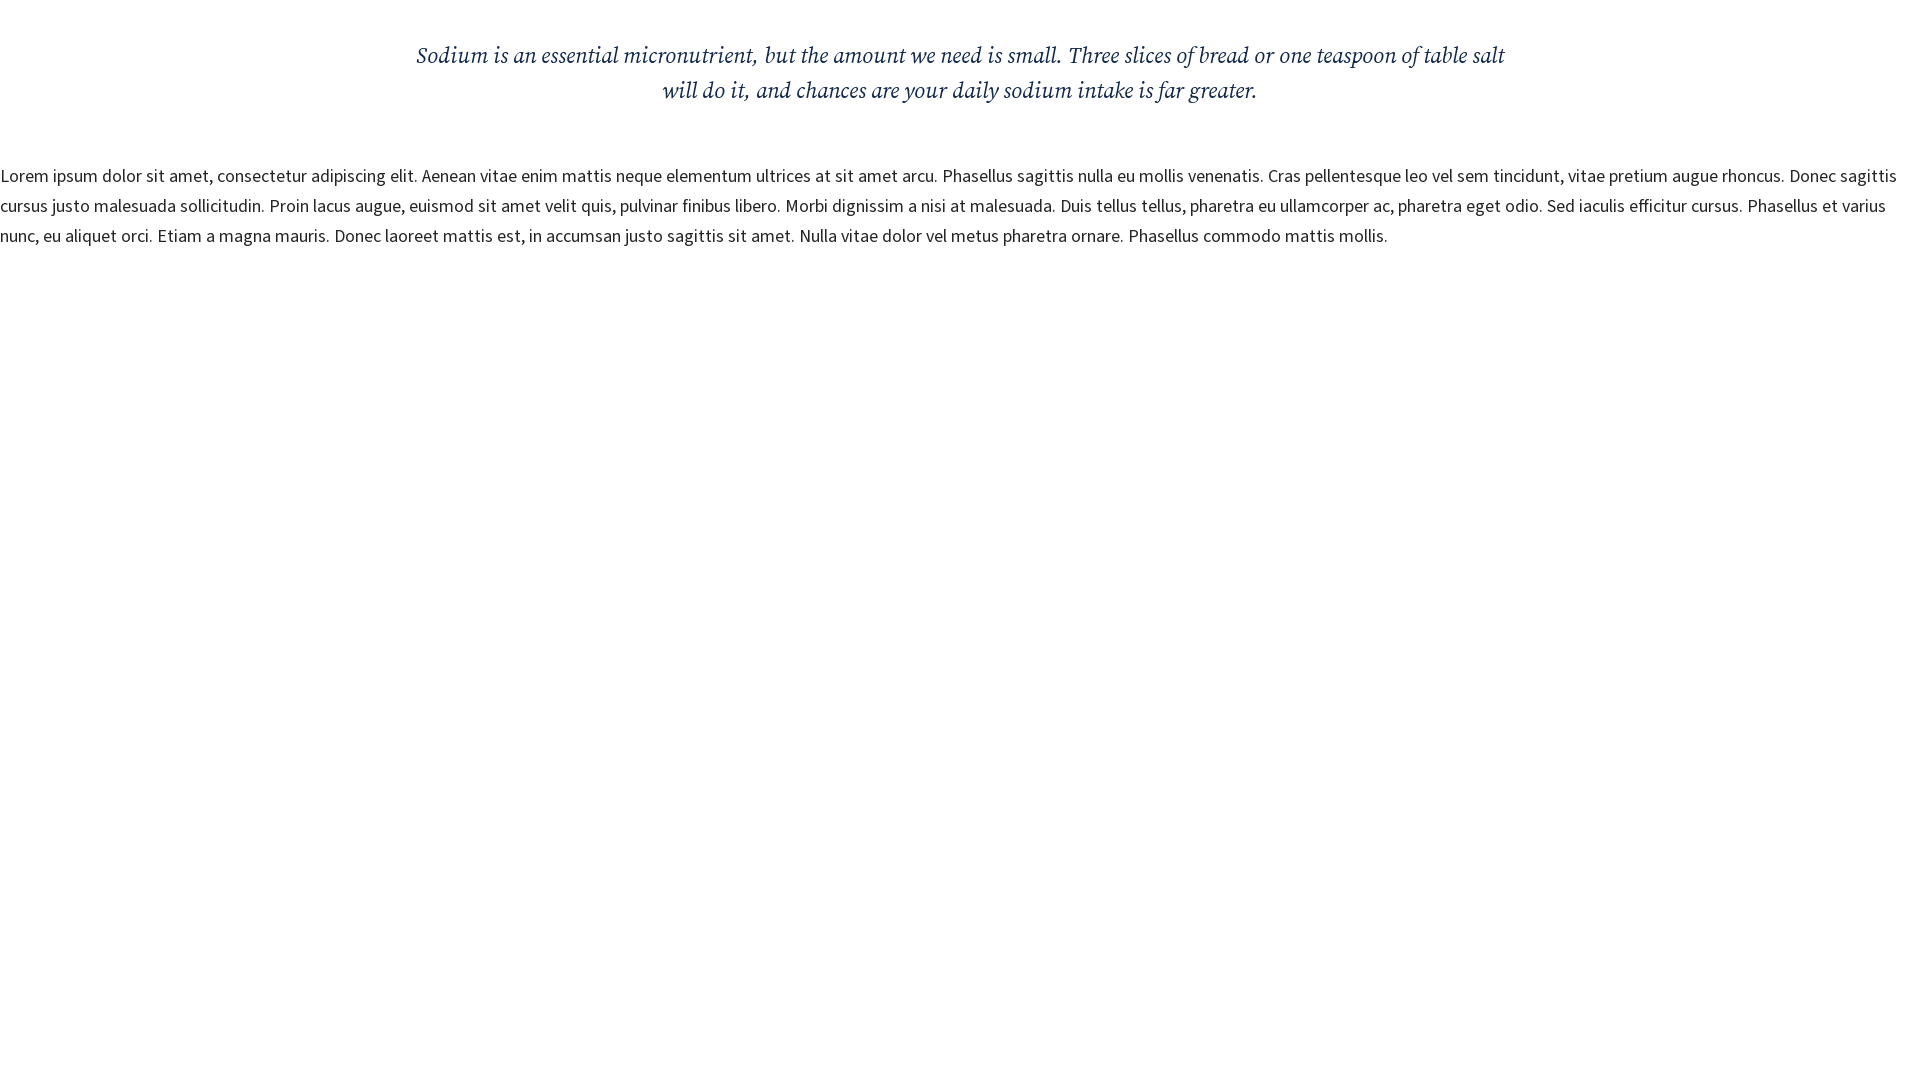 Sodium is an essential micronutrient, but the amount we need is small. Three slices of bread or one teaspoon of table salt
will do it, and chances are your daily sodium intake is far greater.
Lorem ipsum dolor sit amet, consectetur adipiscing elit. Aenean vitae enim mattis neque elementum ultrices at sit amet arcu. Phasellus sagittis nulla eu mollis venenatis. Cras pellentesque leo vel sem tincidunt, vitae pretium augue rhoncus. Donec sagittis
cursus justo malesuada sollicitudin. Proin lacus augue, euismod sit amet velit quis, pulvinar finibus libero. Morbi dignissim a nisi at malesuada. Duis tellus tellus, pharetra eu ullamcorper ac, pharetra eget odio. Sed iaculis efficitur cursus. Phasellus et varius
nunc, eu aliquet orci. Etiam a magna mauris. Donec laoreet mattis est, in accumsan justo sagittis sit amet. Nulla vitae dolor vel metus pharetra ornare. Phasellus commodo mattis mollis.